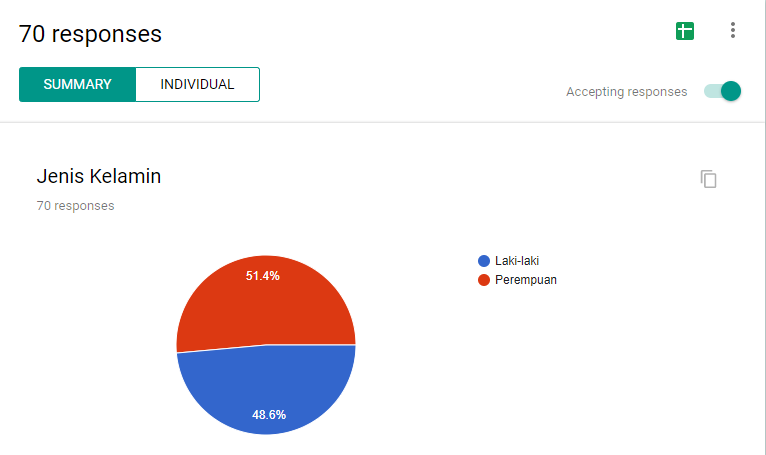 70 responses
SUMMARY
INDIVIDUAL
Accepting responses
Jenis Kelamin
70 responses
Laki-laki
Perempuan
51.4%
48.6%